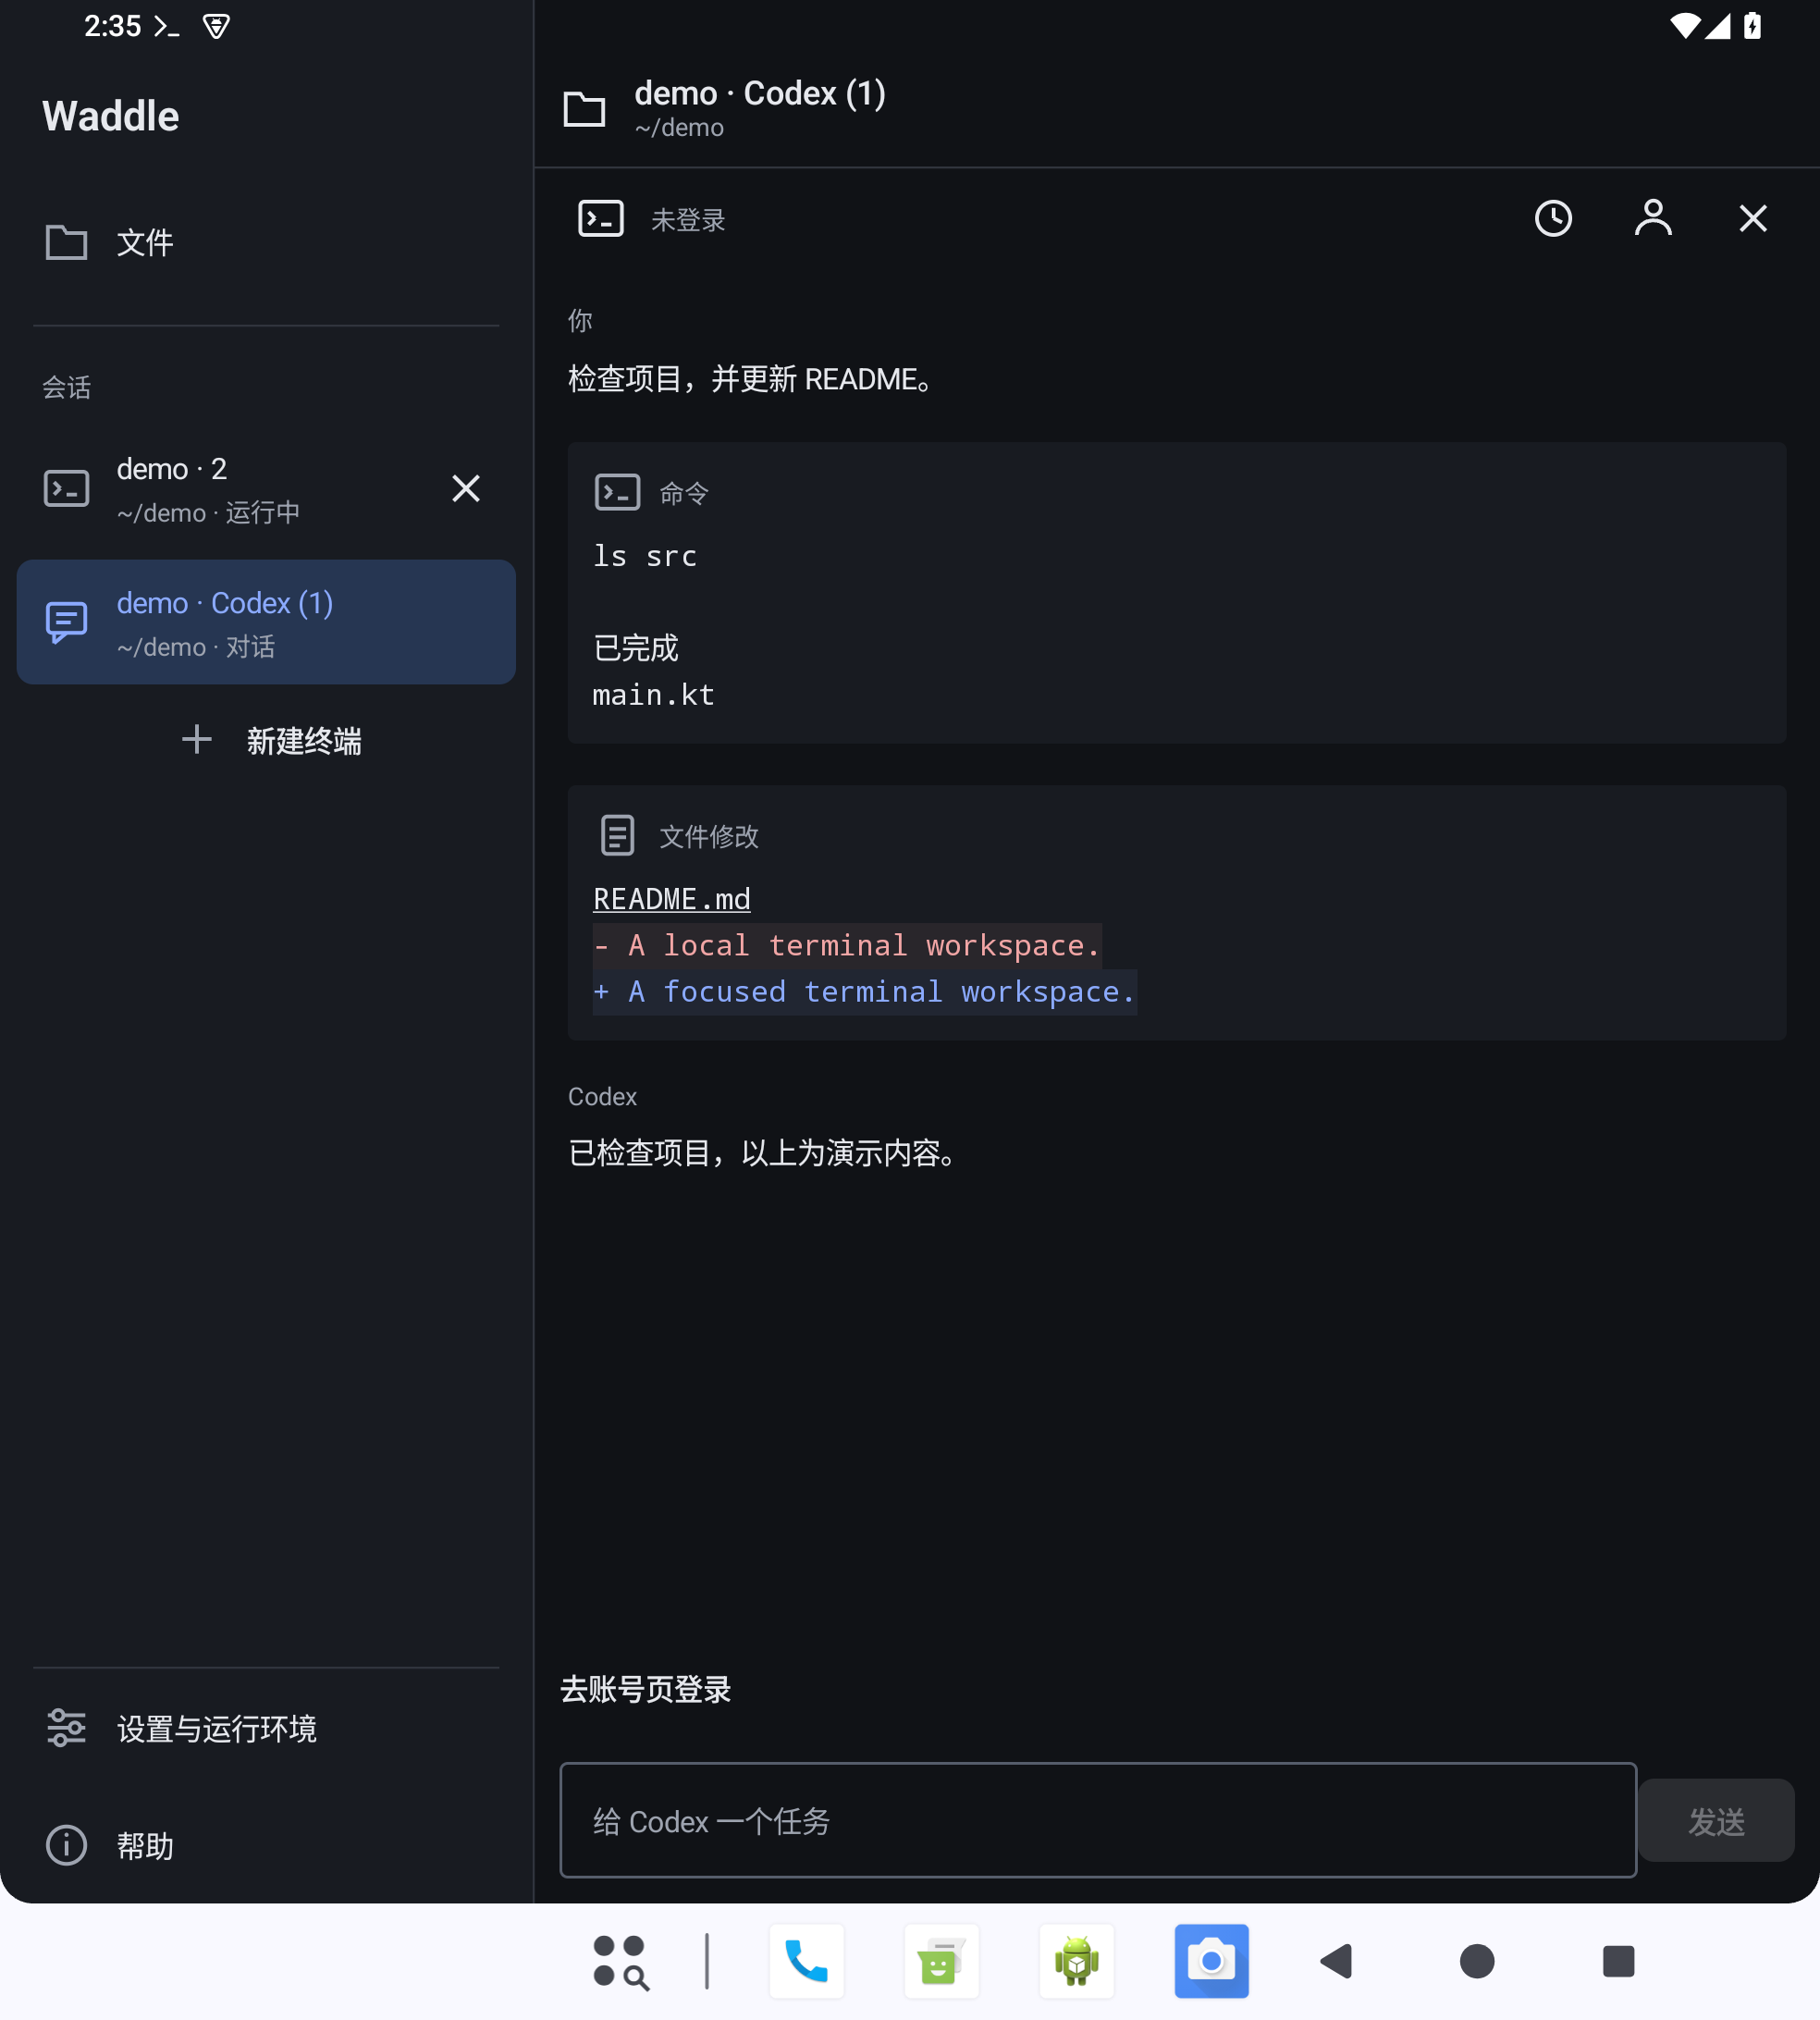 2:35
Waddle
文件
会话
demo · 2
~/demo · 运行中
demo · Codex (1)
~/demo · 对话
新建终端
设置与运行环境
帮助
demo · Codex (1)
~/demo
未登录
你
检查项目，并更新 README。
命令
ls src
已完成
main.kt
文件修改
README.md
- A local terminal workspace.
+ A focused terminal workspace.
Codex
已检查项目，以上为演示内容。
去账号页登录
给 Codex 一个任务
发送